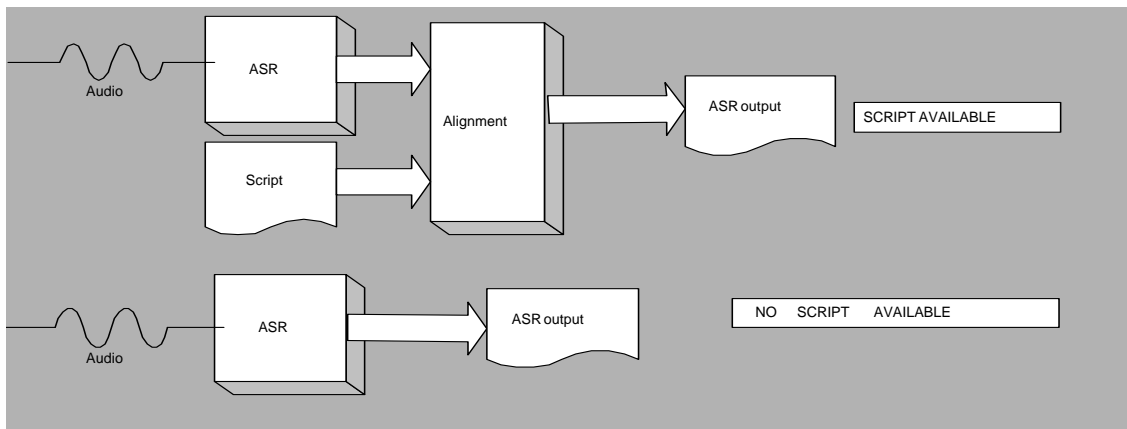 ASR
Audio
Alignment
ASR output
SCRIPT AVAILABLE
Script
ASR
ASR output
NO SCRIPT AVAILABLE
Audio